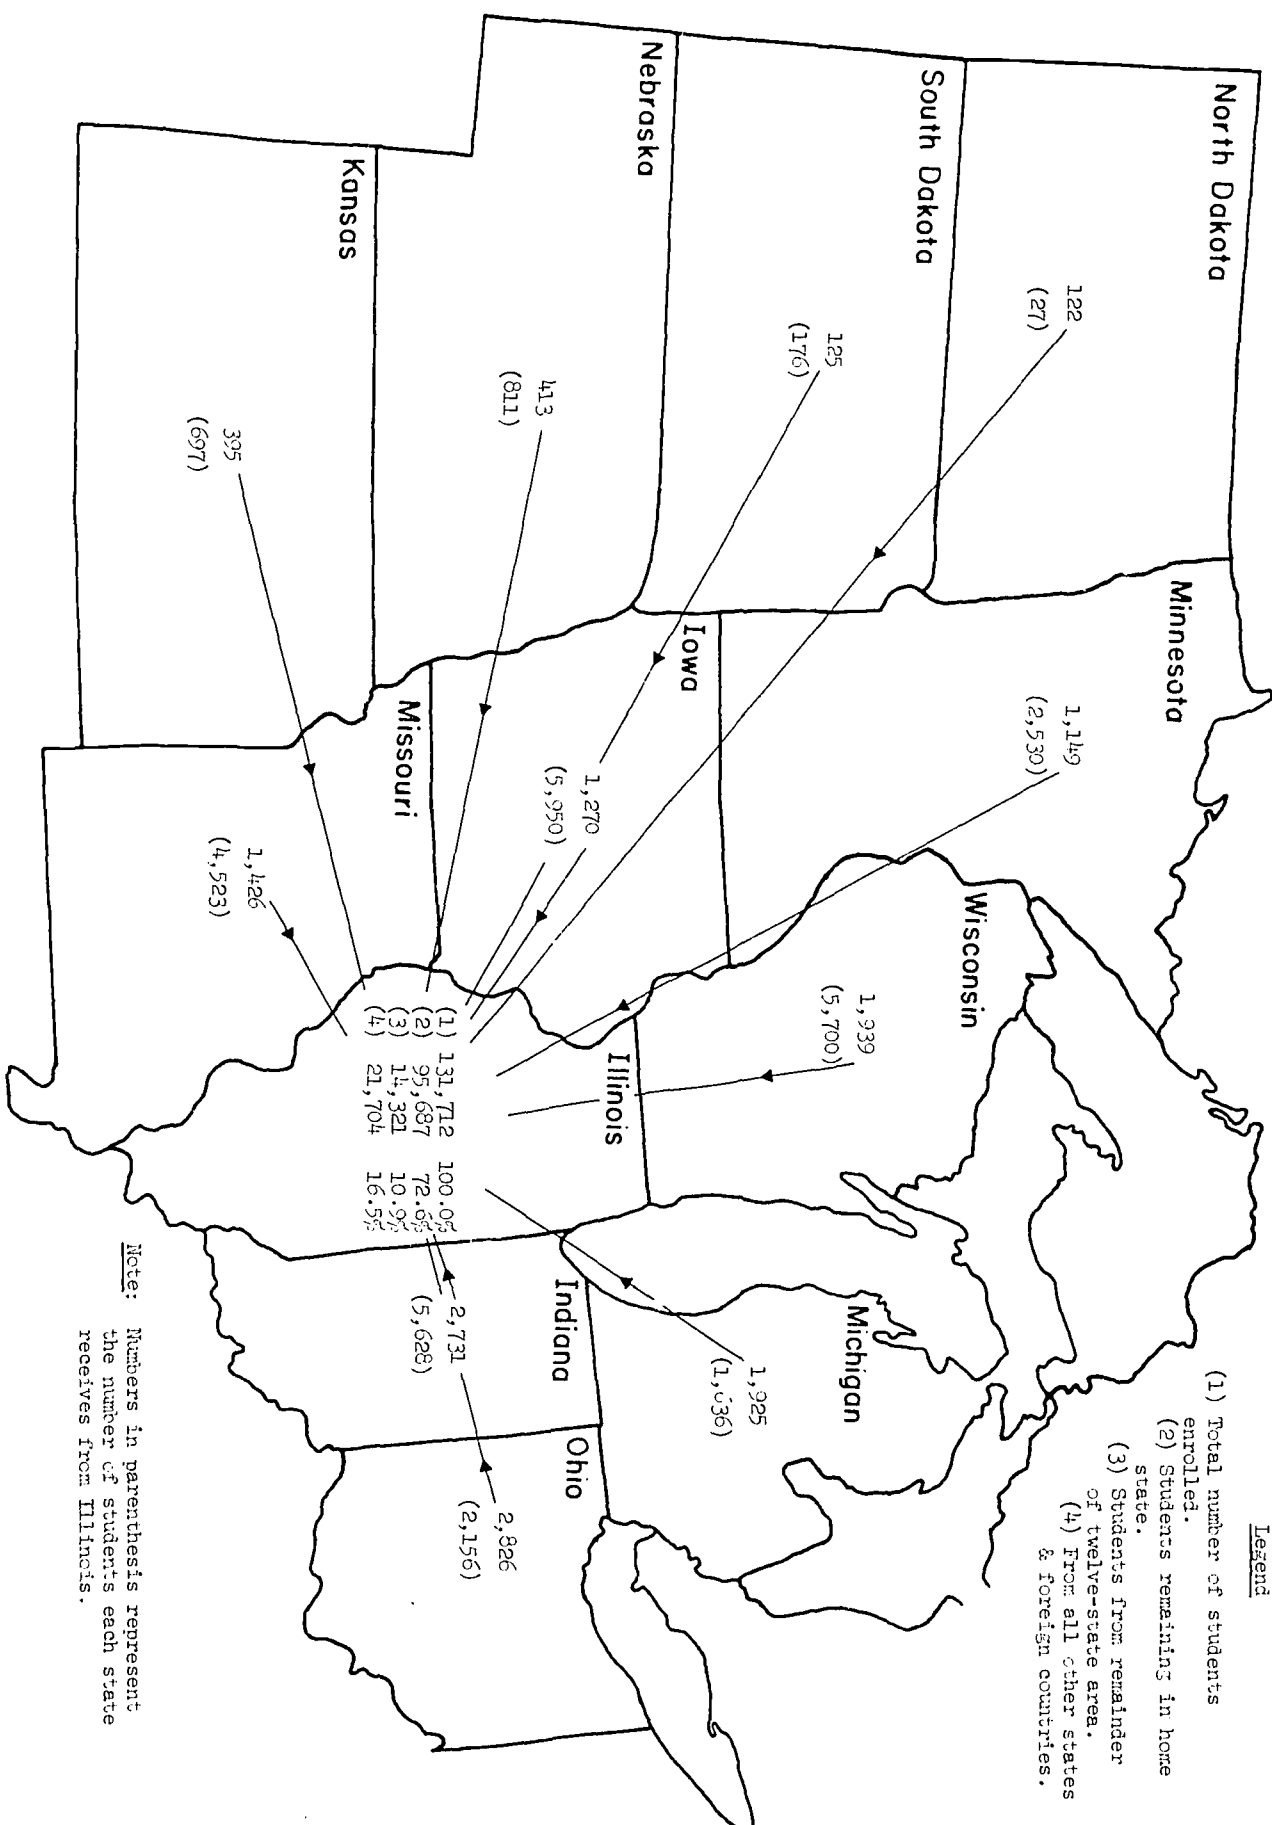 North Dakota
122
(27)
South Dakota
125
(176)
Nebraska
413
(811)
Kansas
395
(697)
Minnesota
1,149
(2,530)
Iowa
1,270
(5,950)
Missouri
1,426
(4,523)
Wisconsin
1,939
(5,700)
Illinois
(1) 131,712 100.0%
(2) 95,687 72.6%
(3) 14,321 10.9%
(4) 21,704 16.5%
Michigan
1,925
Indiana
2,731
(5,628)
Ohio
2,826
(2,156)
Legend
(1) Total number of students
enrolled.
(2) Students remaining in home
state.
(3) Students from remainder
of twelve-state area.
(4) From all other states
& foreign countries.
Note: Numbers in parenthesis represent
the number of students each state
receives from Illinois.